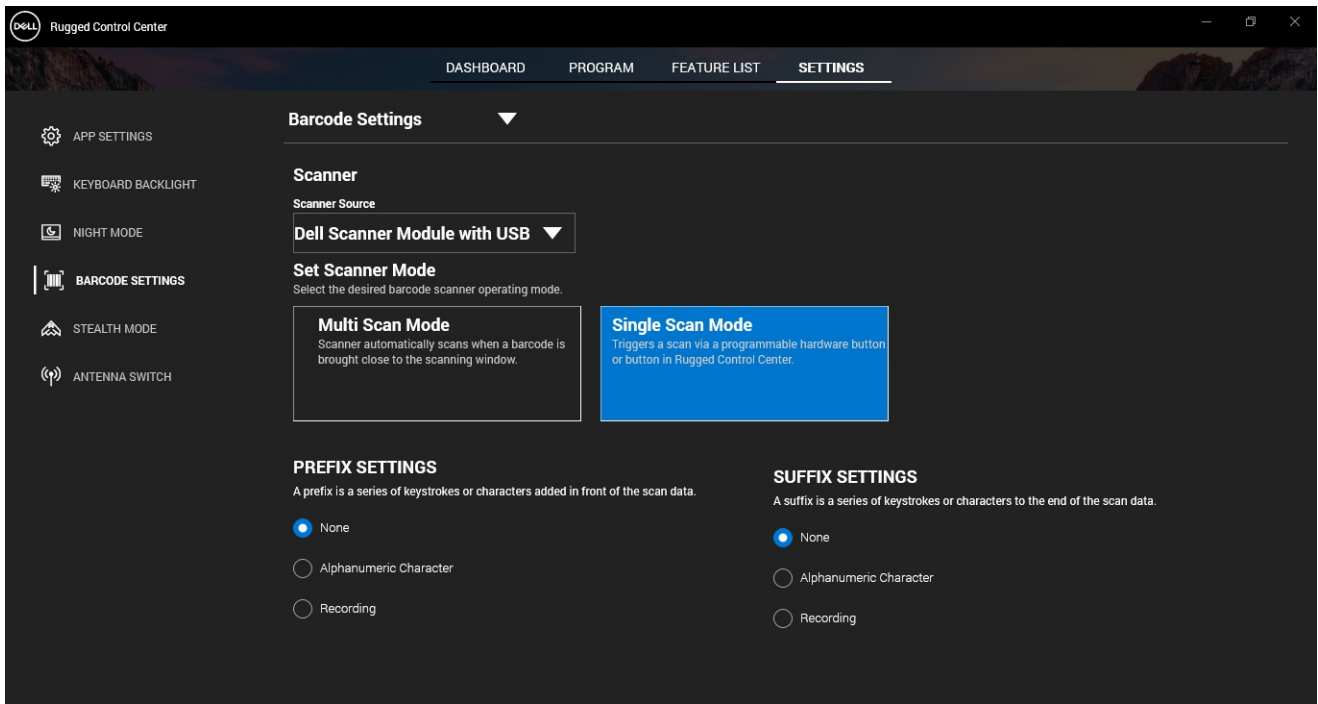 DELL
Rugged Control Center
DASHBOARD PROGRAM FEATURE LIST SETTINGS
APP SETTINGS
KEYBOARD BACKLIGHT
NIGHT MODE
BARCODE SETTINGS
STEALTH MODE
ANTENNA SWITCH
Barcode Settings
Scanner
Scanner Source
Dell Scanner Module with USB
Set Scanner Mode
Select the desired barcode scanner operating mode.
Multi Scan Mode
Scanner automatically scans when a barcode is
brought close to the scanning window.
Single Scan Mode
Triggers a scan via a programmable hardware button
or button in Rugged Control Center.
PREFIX SETTINGS
A prefix is a series of keystrokes or characters added in front of the scan data.
None
Alphanumeric Character
Recording
SUFFIX SETTINGS
A suffix is a series of keystrokes or characters to the end of the scan data.
None
Alphanumeric Character
Recording